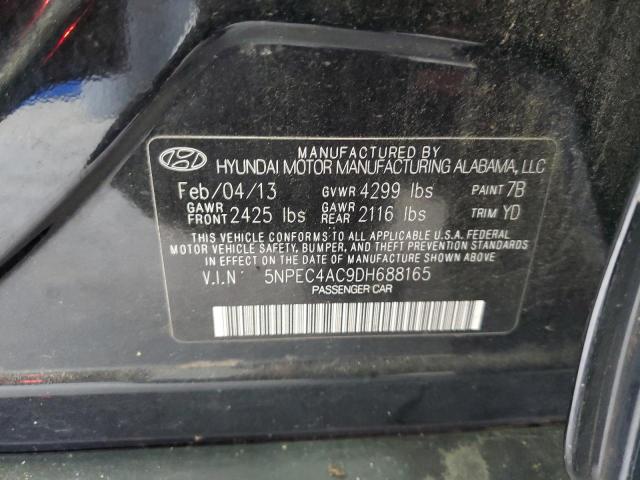 MANUFACTURED BY
HYUNDAI MOTOR MANUFACTURING ALABAMA, LLC
Feb/04/13 GVWR 4299 lbs PAINT 7B
GAWR FRONT 2425 lbs GAWR REAR 2116 lbs TRIM YD
THIS VEHICLE CONFORMS TO ALL APPLICABLE U.S.A. FEDERAL
MOTOR VEHICLE SAFETY, BUMPER, AND THEFT PREVENTION STANDARDS
IN EFFECT ON THE DATE OF MANUFACTURE SHOWN ABOVE.
V.I.N 5NPEC4AC9DH688165
PASSENGER CAR